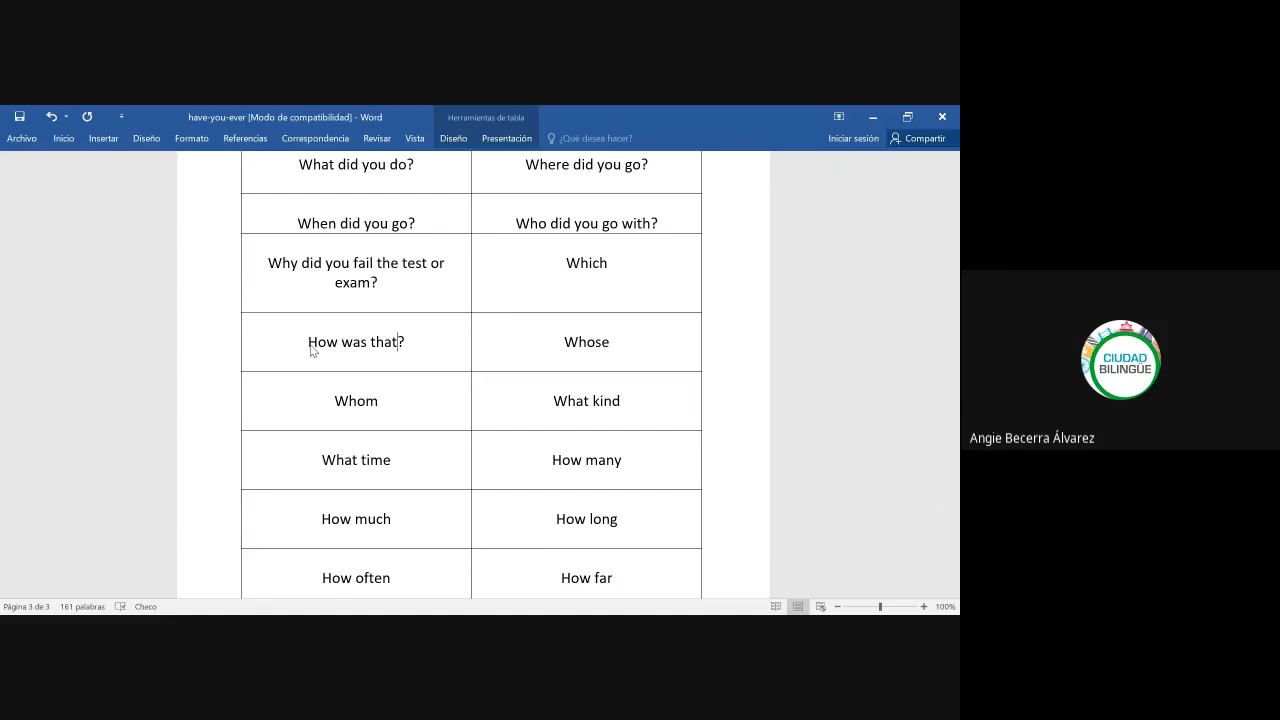 have-you-ever [Modo de compatibilidad] - Word
Herramientas de tabla
Archivo Inicio Insertar Diseño Formato Referencias Correspondencia Revisar Vista Diseño Presentación ¿Qué desea hacer? Iniciar sesión Compartir
What did you do? Where did you go?
When did you go? Who did you go with?
Why did you fail the test or
exam?
Which
How was that? Whose
Whom What kind
What time How many
How much How long
How often How far
Página 3 de 3 161 palabras Checo 100%
CIUDAD
BILINGÜE
Angie Becerra Álvarez